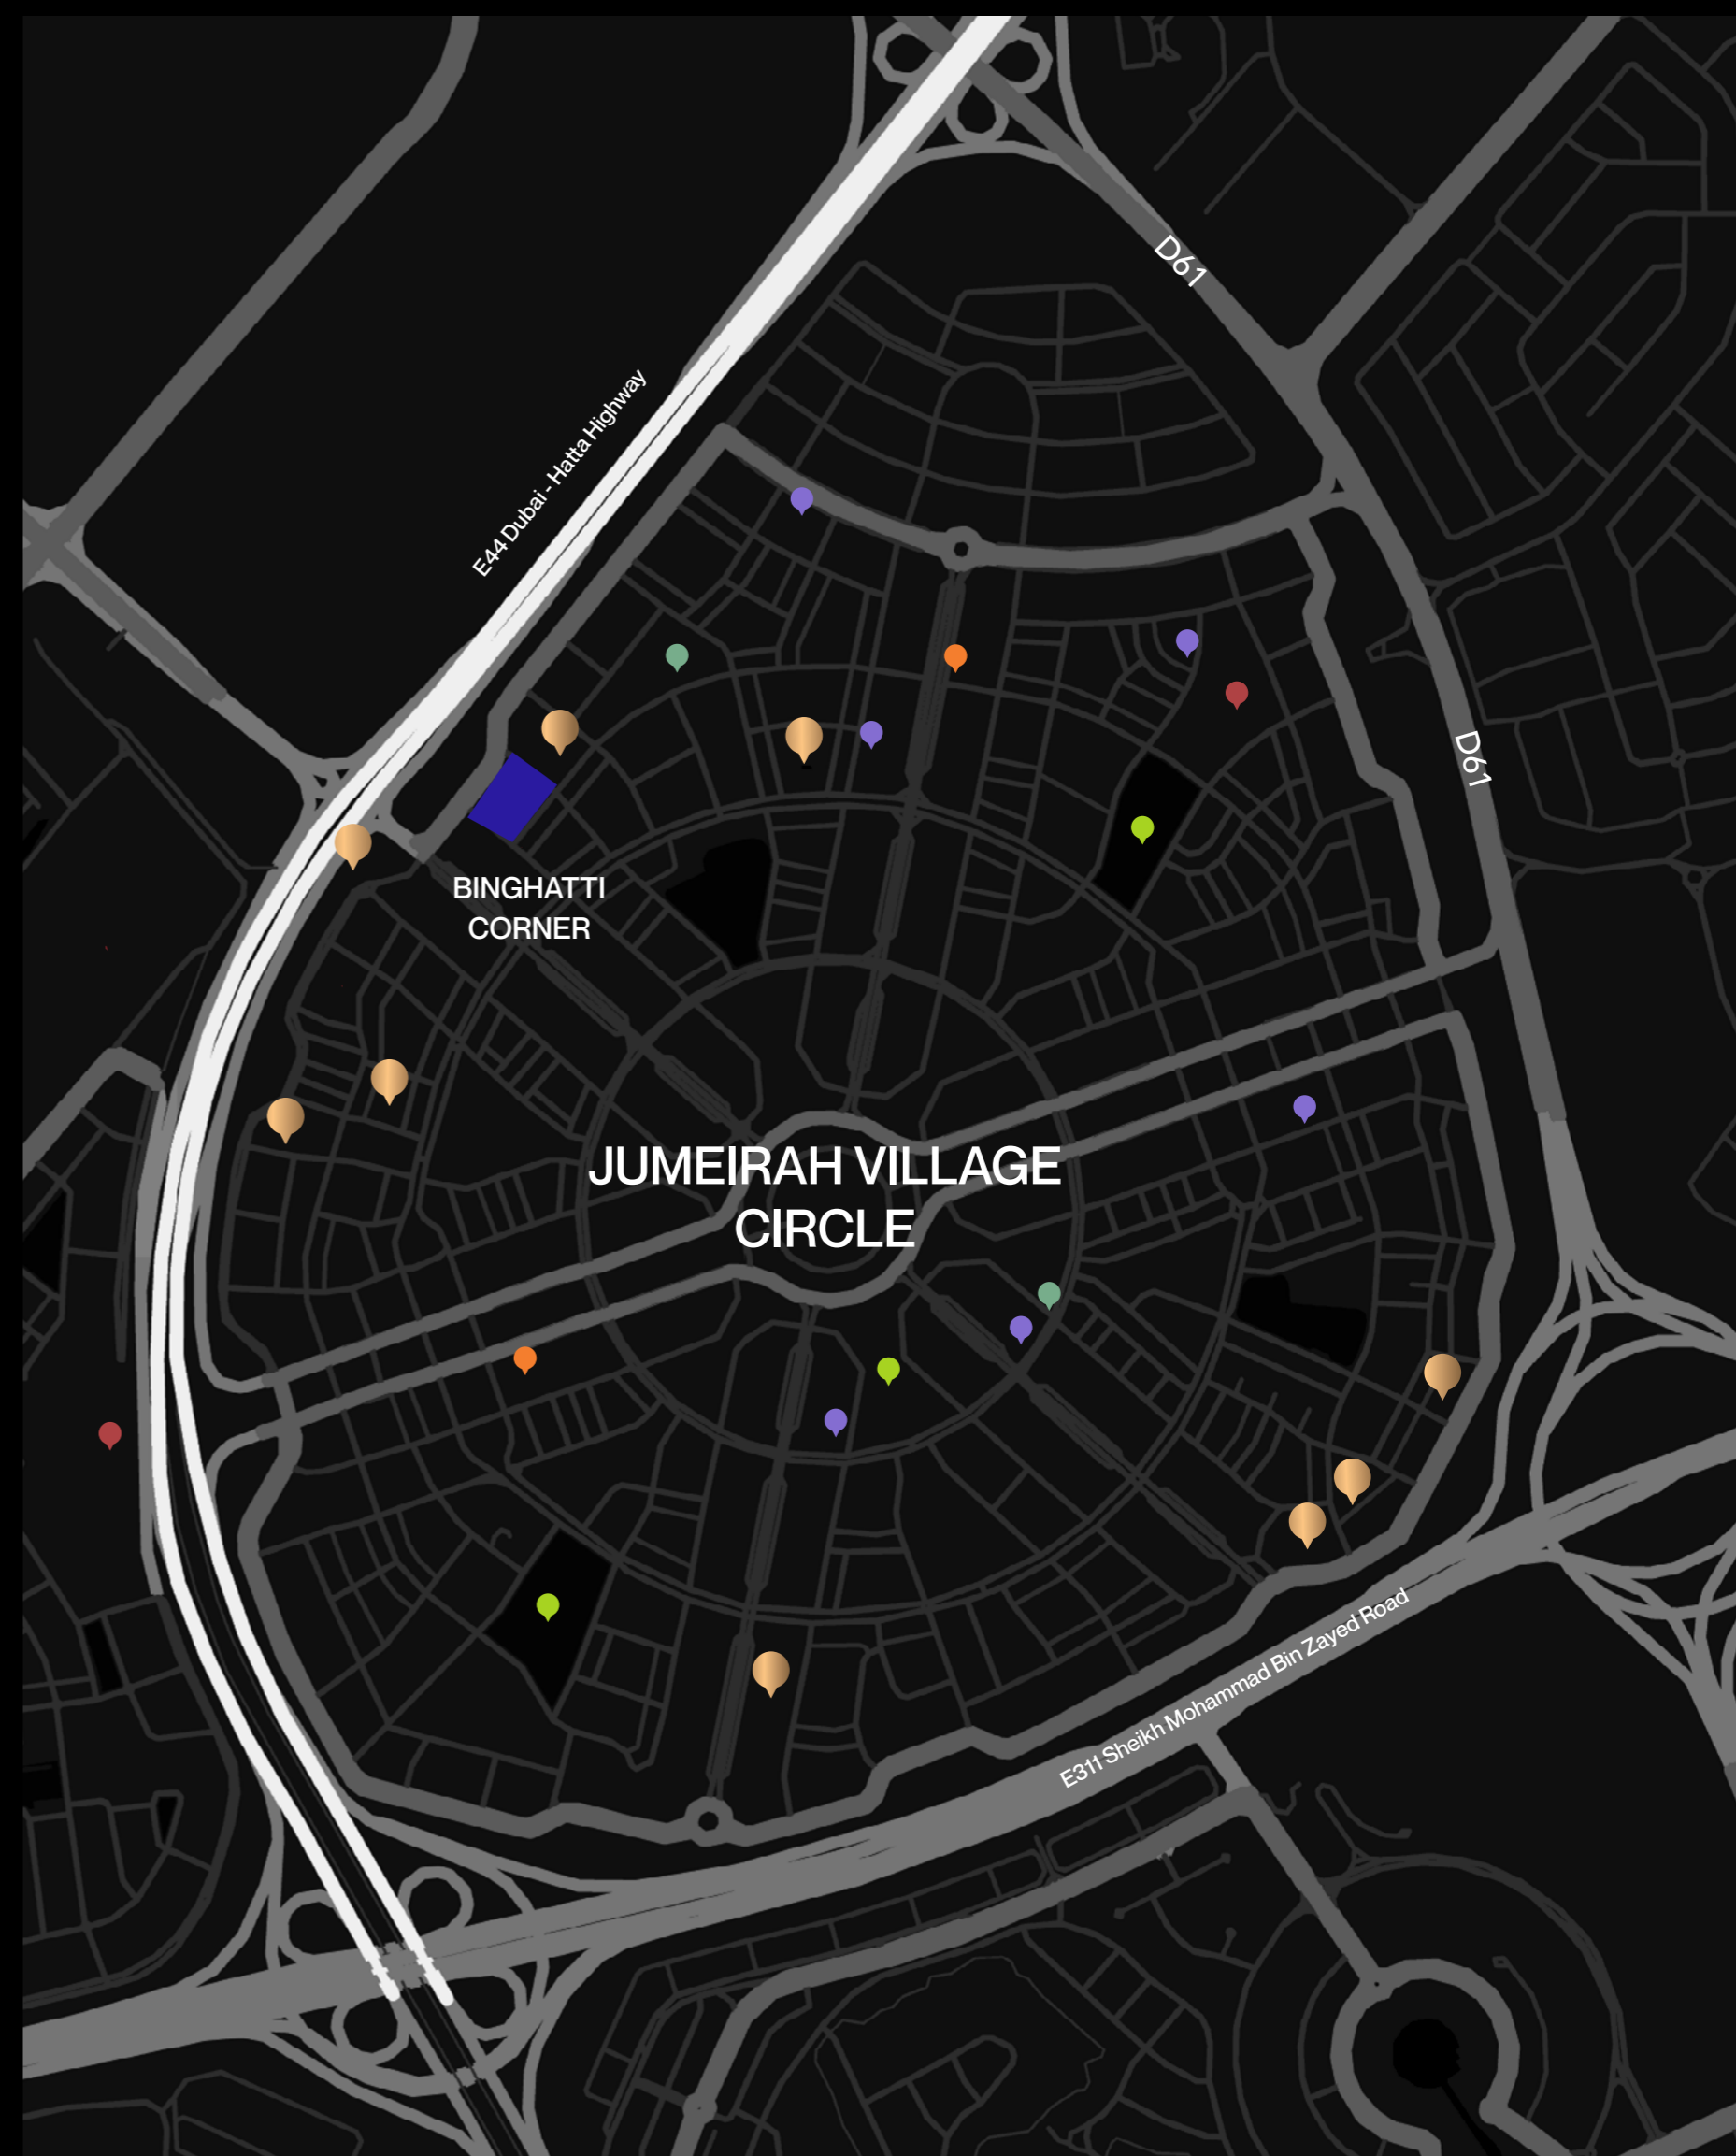 D61
E44 Dubai - Hatta Highway
D61
BINGHATTI
CORNER
JUMEIRAH VILLAGE
CIRCLE
E311 Sheikh Mohammad Bin Zayed Road